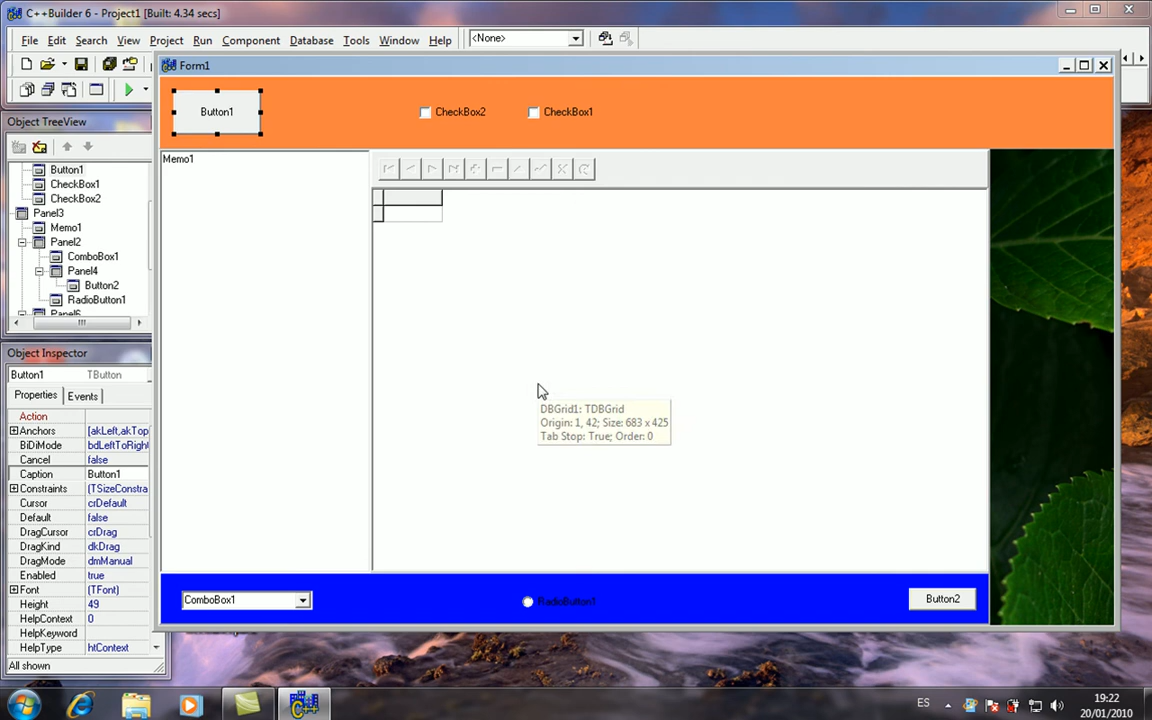 C++Builder 6 - Project1 [Built: 4.34 secs]
File Edit Search View Project Run Component Database Tools Window Help <None>
Form1
Button1 CheckBox2 CheckBox1
Object TreeView
Button1
CheckBox1
CheckBox2
Panel3
Memo1
Panel2
ComboBox1
Panel4
Button2
RadioButton1
Panel6
Memo1
DBGrid1: TDBGrid
Origin: 1, 42; Size: 683 x 425
Tab Stop: True; Order: 0
Object Inspector
Button1 TButton
Properties Events
Action
Anchors [akLeft,akTop
BiDiMode bdLeftToRight
Cancel false
Caption Button1
Constraints (TSizeConstra
Cursor crDefault
Default false
DragCursor crDrag
DragKind dkDrag
DragMode dmManual
Enabled true
Font (TFont)
Height 49
HelpContext 0
HelpKeyword
HelpType htContext
All shown
ComboBox1 RadioButton1 Button2
ES 19:22
20/01/2010